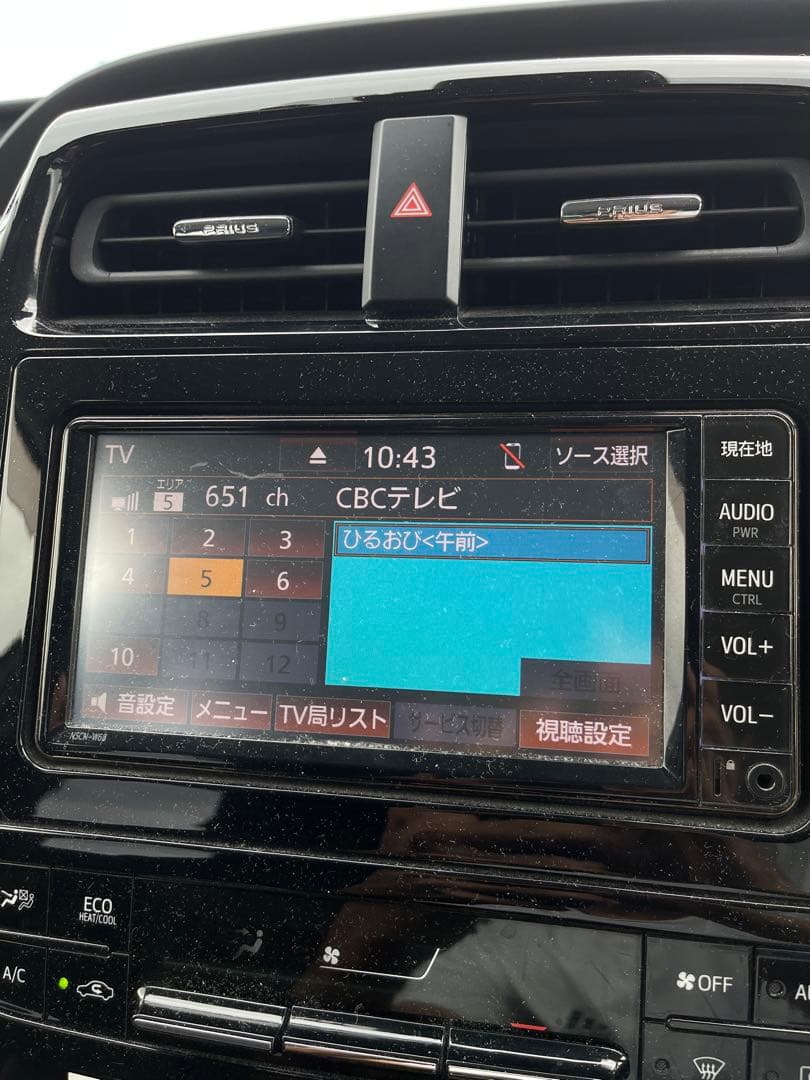 PRIUS
PRIUS
TV 10:43 ソース選択
エリア
5 651 ch CBCテレビ
1 2 3
4 5 6
8 9
10 11 12
ひるおび<午前>
全画面
音設定 メニュー TV局リスト サービス切替 視聴設定
NSCN-W68
現在地
AUDIO
PWR
MENU
CTRL
VOL+
VOL-
ECO
HEAT/COOL
A/C
OFF